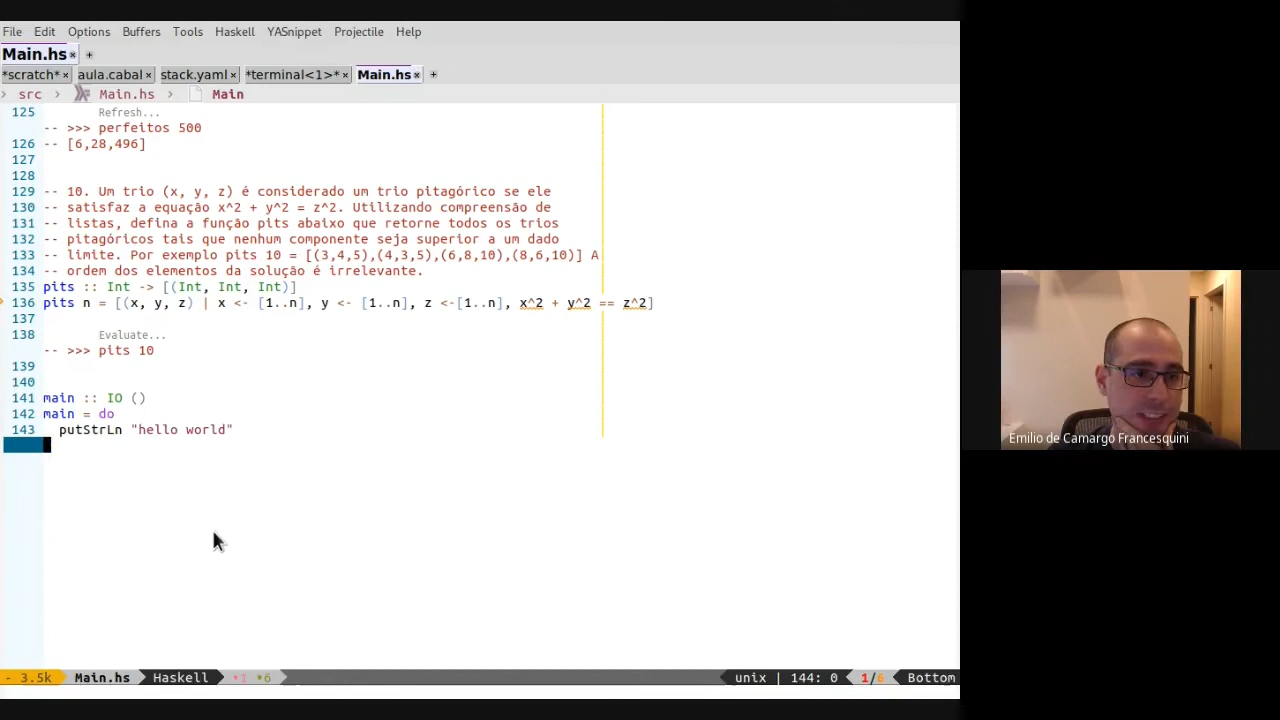 File Edit Options Buffers Tools Haskell YASnippet Projectile Help
Main.hs × +
*scratch* × aula.cabal × stack.yaml × *terminal<1>* × Main.hs × +
> src > Main.hs > Main
125 Refresh...
-- >>> perfeitos 500
126 -- [6,28,496]
127
128
129 -- 10. Um trio (x, y, z) é considerado um trio pitagórico se ele
130 -- satisfaz a equação x^2 + y^2 = z^2. Utilizando compreensão de
131 -- listas, defina a função pits abaixo que retorne todos os trios
132 -- pitagóricos tais que nenhum componente seja superior a um dado
133 -- limite. Por exemplo pits 10 = [(3,4,5),(4,3,5),(6,8,10),(8,6,10)] A
134 -- ordem dos elementos da solução é irrelevante.
135 pits :: Int -> [(Int, Int, Int)]
136 pits n = [(x, y, z) | x <- [1..n], y <- [1..n], z <-[1..n], x^2 + y^2 == z^2]
137
138 Evaluate...
-- >>> pits 10
139
140
141 main :: IO ()
142 main = do
143 putStrLn "hello world"
Emilio de Camargo Francesquini
- 3.5k Main.hs Haskell •1 •6 unix | 144: 0 1/6 Bottom